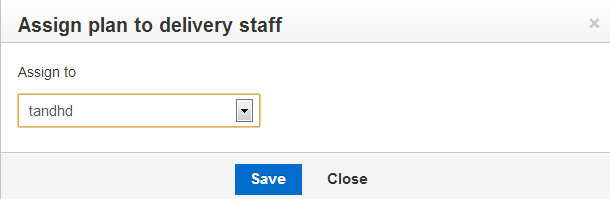 Assign plan to delivery staff
×
Assign to
tandhd
Save Close